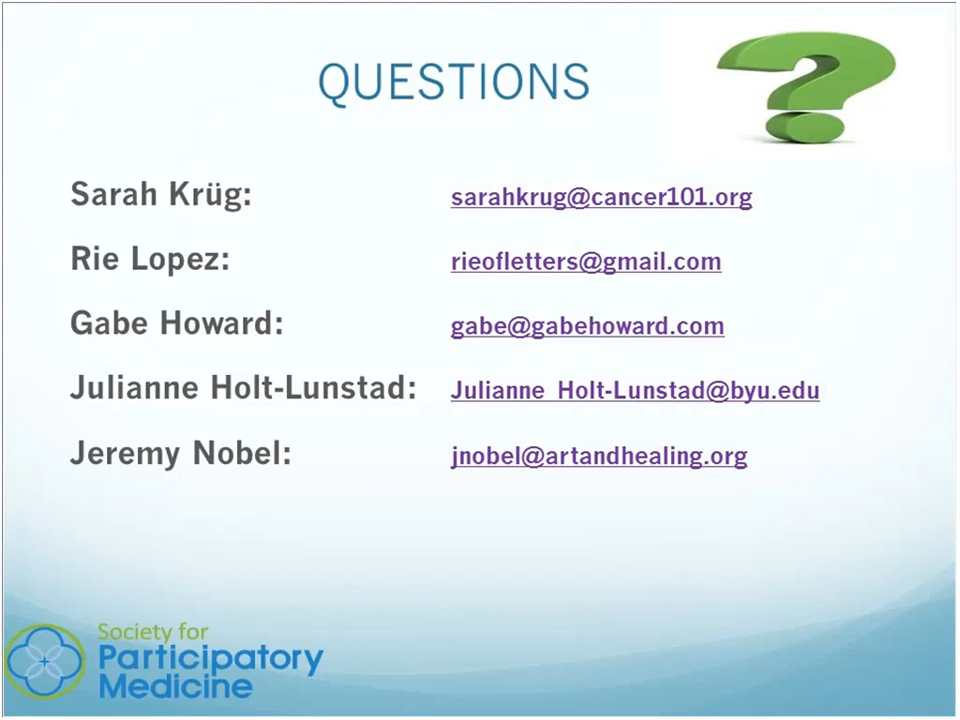 QUESTIONS
Sarah Krüg: sarahkrug@cancer101.org
Rie Lopez: rieofletters@gmail.com
Gabe Howard: gabe@gabehoward.com
Julianne Holt-Lunstad: Julianne_Holt-Lunstad@byu.edu
Jeremy Nobel: jnobel@artandhealing.org
Society for
Participatory
Medicine